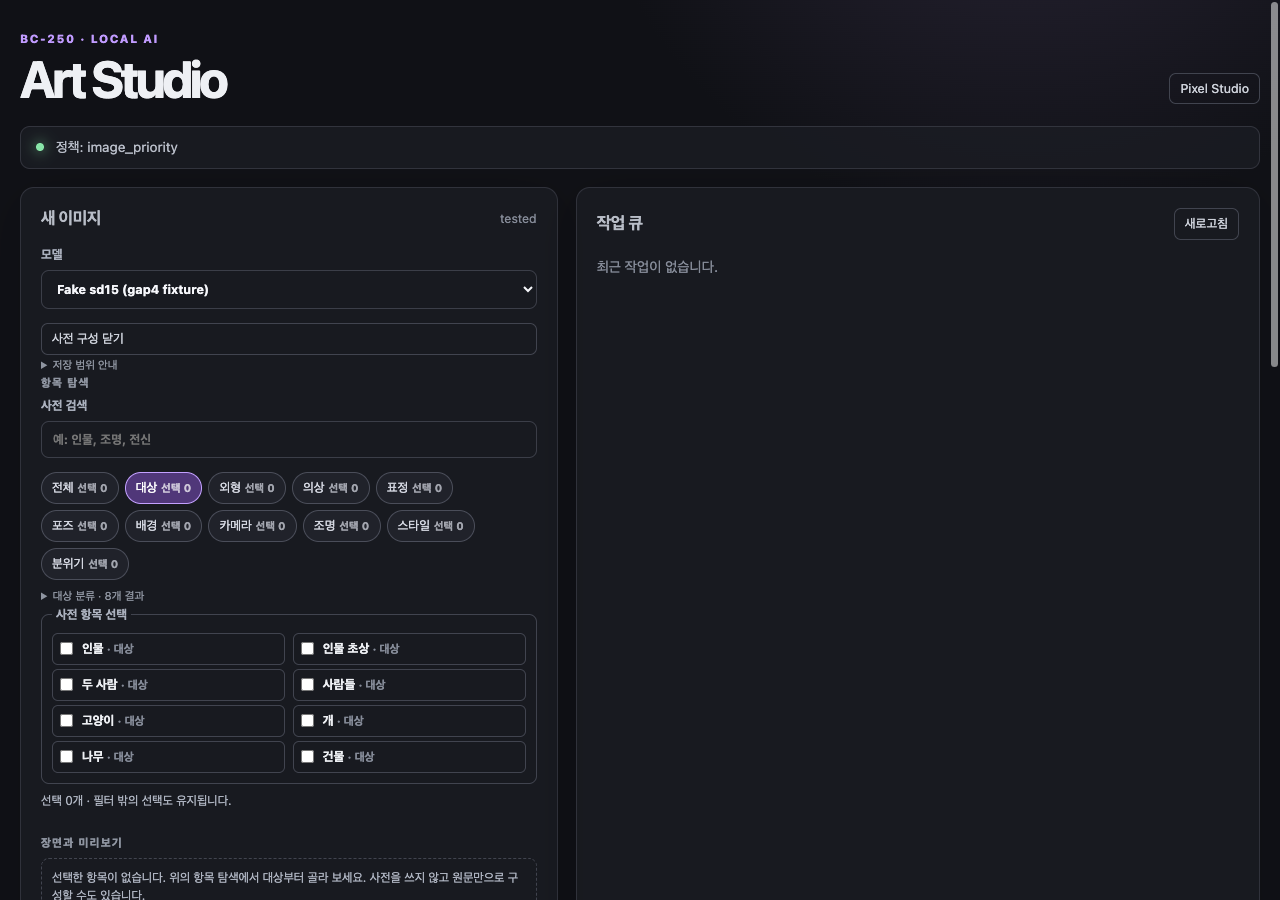 BC-250 · LOCAL AI
Art Studio
Pixel Studio
정책: image_priority
새 이미지
tested
모델
Fake sd15 (gap4 fixture)
사전 구성 닫기
▶ 저장 범위 안내
항목 탐색
사전 검색
예: 인물, 조명, 전신
전체 선택 0
대상 선택 0
외형 선택 0
의상 선택 0
표정 선택 0
포즈 선택 0
배경 선택 0
카메라 선택 0
조명 선택 0
스타일 선택 0
분위기 선택 0
▶ 대상 분류 · 8개 결과
사전 항목 선택
인물 · 대상
인물 초상 · 대상
두 사람 · 대상
사람들 · 대상
고양이 · 대상
개 · 대상
나무 · 대상
건물 · 대상
선택 0개 · 필터 밖의 선택도 유지됩니다.
장면과 미리보기
선택한 항목이 없습니다. 위의 항목 탐색에서 대상부터 골라 보세요. 사전을 쓰지 않고 원문만으로 구
성할 수도 있습니다.
작업 큐
새로고침
최근 작업이 없습니다.